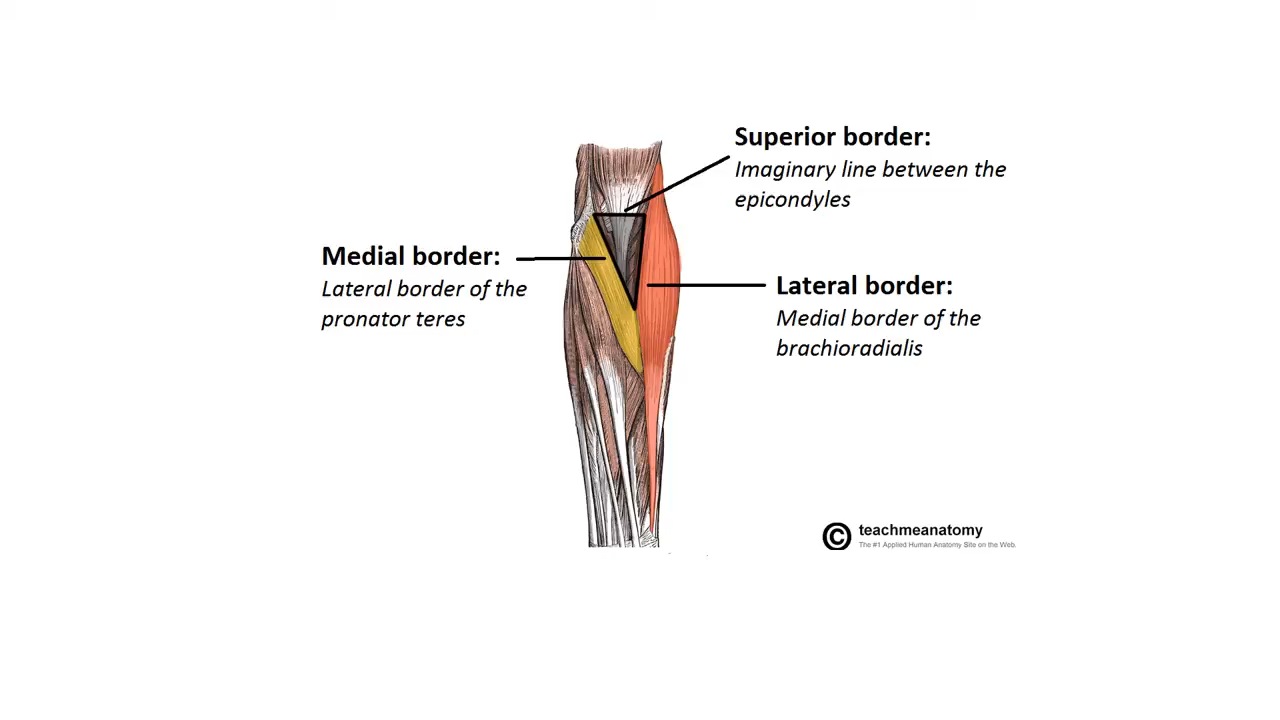 Superior border:
Imaginary line between the
epicondyles
Medial border:
Lateral border of the
pronator teres
Lateral border:
Medial border of the
brachioradialis
© teachmeanatomy
The #1 Applied Human Anatomy Site on the Web.